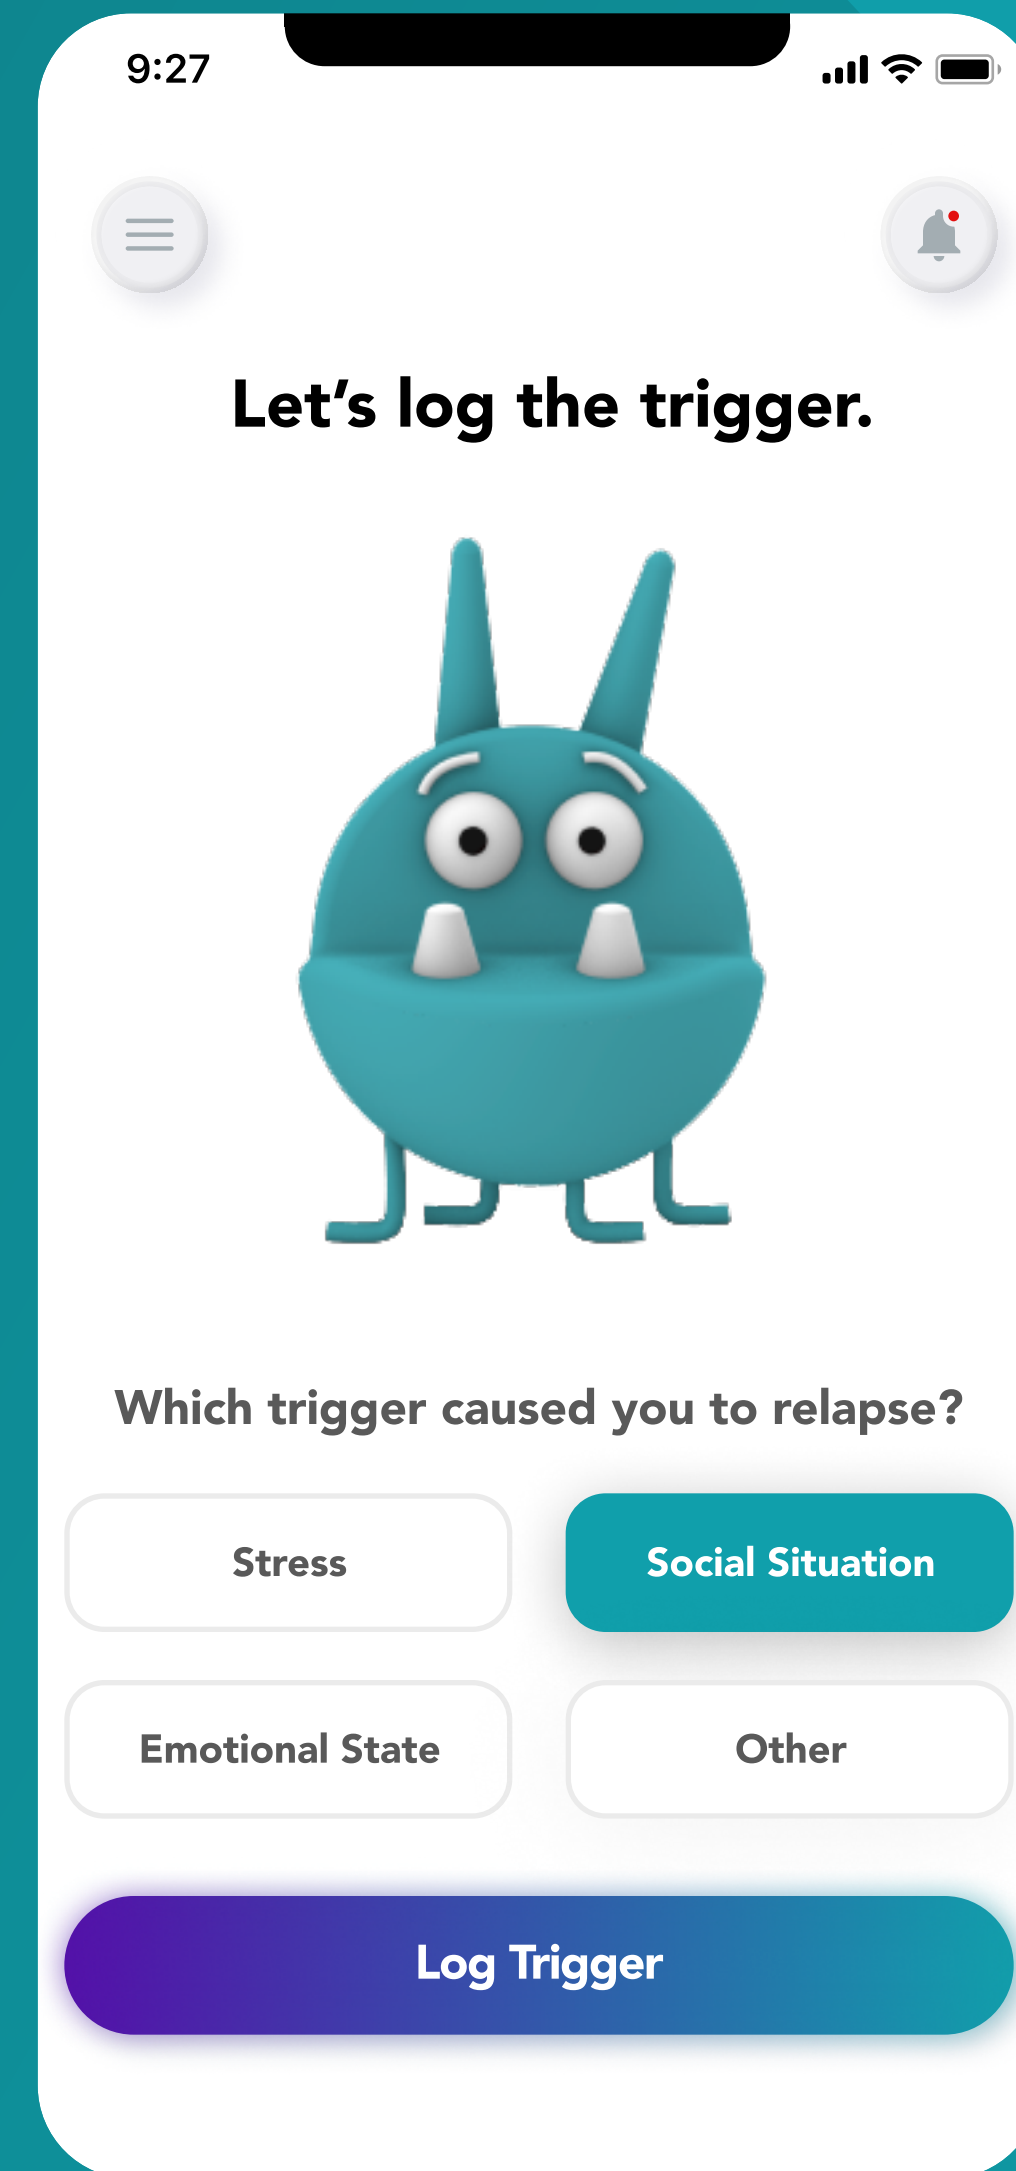 9:27
Let’s log the trigger.
Which trigger caused you to relapse?
Stress
Social Situation
Emotional State
Other
Log Trigger